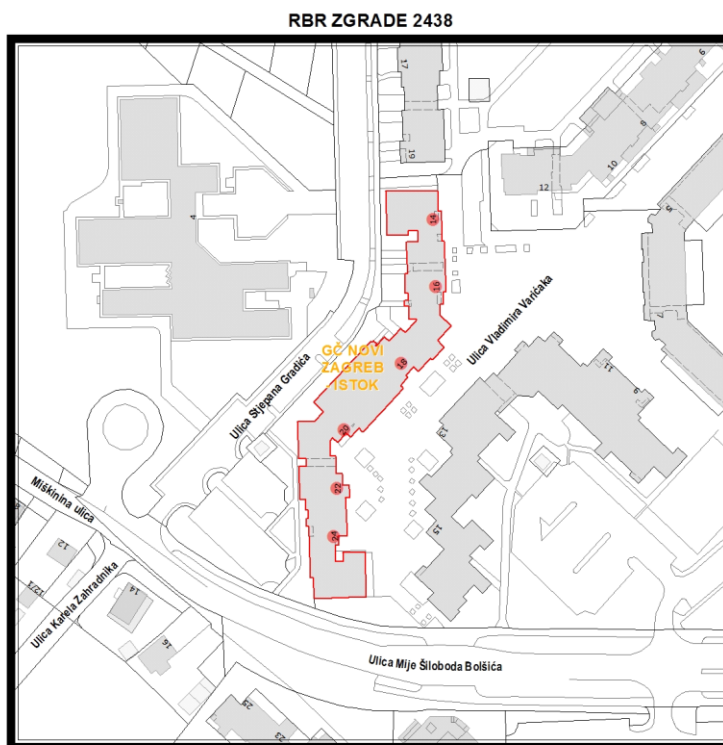 RBR ZGRADE 2438
17
19
4
6
8
10
12
5
7
14
16
18
20
22
24
GČ NOVI
ZAGREB
- ISTOK
Ulica Vladimira Varićaka
Ulica Stjepana Gradića
11
9
13
15
Miškinina ulica
Ulica Karela Zahradnika
12
12/1
14
16
Ulica Mije Šiloboda Bolšića
25
23